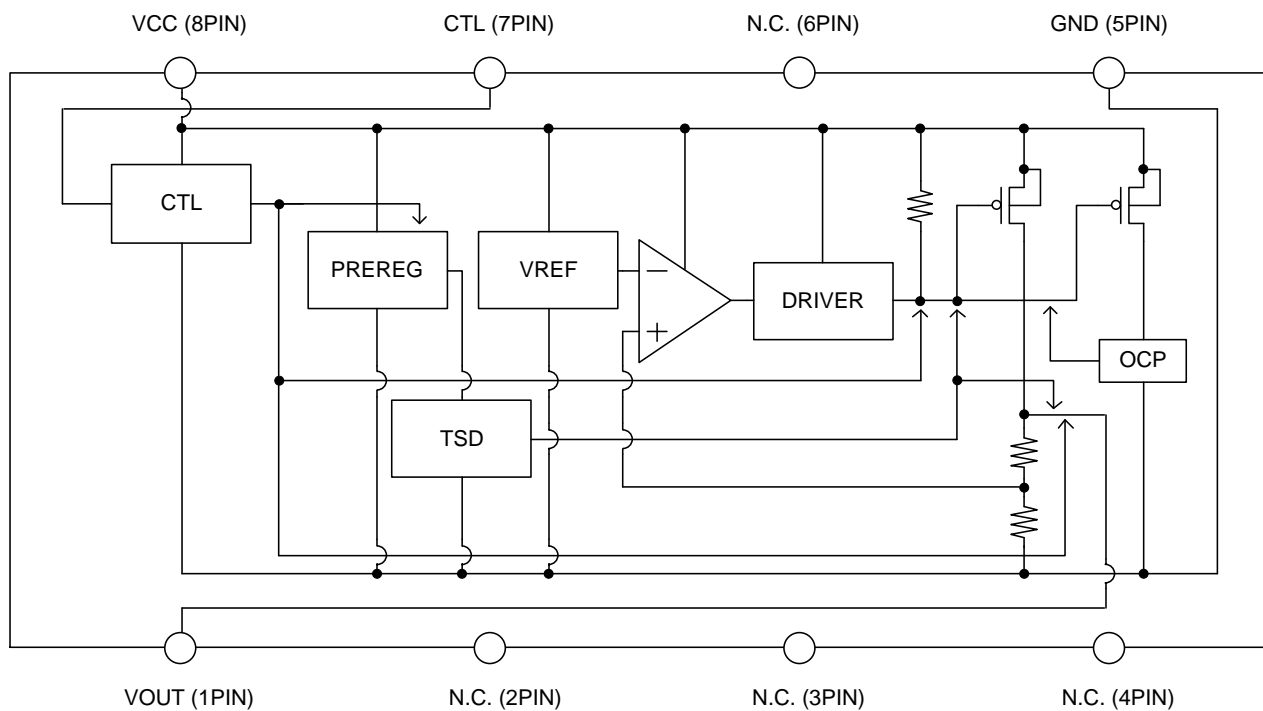 VCC (8PIN)
CTL (7PIN)
N.C. (6PIN)
GND (5PIN)
CTL
PREREG
VREF
−
+
DRIVER
OCP
TSD
VOUT (1PIN)
N.C. (2PIN)
N.C. (3PIN)
N.C. (4PIN)